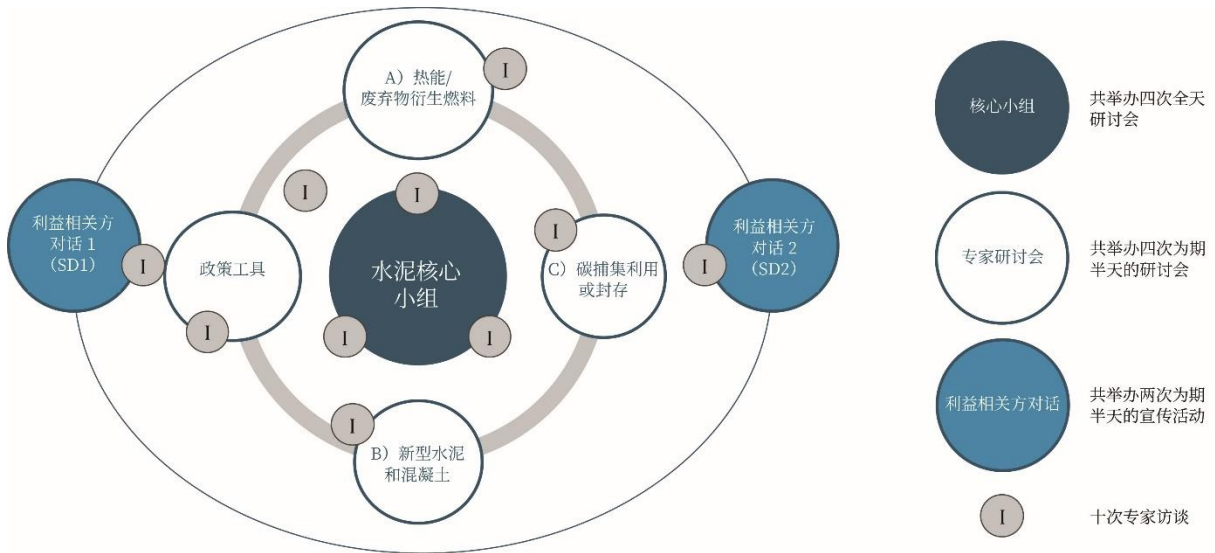 A）热能/
废弃物衍生燃料
I
I
I
利益相关方
对话 1
（SD1）
I
政策工具
I
水泥核心
小组
I
I
I
C）碳捕集利用
或封存
I
利益相关方
对话 2
（SD2）
I
B）新型水泥
和混凝土
核心小组
共举办四次全天
研讨会
专家研讨会
共举办四次为期
半天的研讨会
利益相关方对话
共举办两次为期
半天的宣传活动
I
十次专家访谈